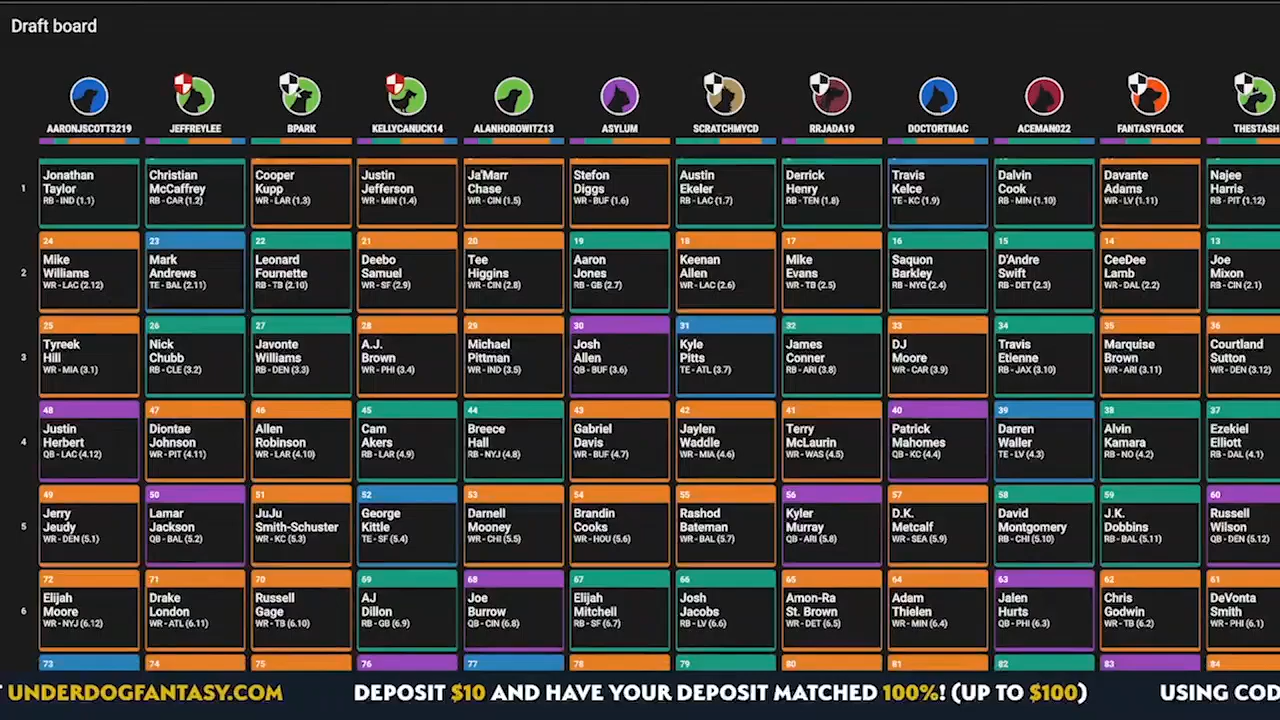 Draft board
AARONJSCOTT3219 JEFFREYLEE BPARK KELLYCANUCK14 ALANHOROWITZ13 ASYLUM SCRATCHMYCD RRJADA19 DOCTORTMAC ACEMAN022 FANTASYFLOCK THESTASH
1
Jonathan Christian Cooper Justin Ja'Marr Stefon Austin Derrick Travis Dalvin Davante Najee
Taylor McCaffrey Kupp Jefferson Chase Diggs Ekeler Henry Kelce Cook Adams Harris
RB - IND (1.1) RB - CAR (1.2) WR - LAR (1.3) WR - MIN (1.4) WR - CIN (1.5) WR - BUF (1.6) RB - LAC (1.7) RB - TEN (1.8) TE - KC (1.9) RB - MIN (1.10) WR - LV (1.11) RB - PIT (1.12)
24 23 22 21 20 19 18 17 16 15 14 13
2
Mike Mark Leonard Deebo Tee Aaron Keenan Mike Saquon D'Andre CeeDee Joe
Williams Andrews Fournette Samuel Higgins Jones Allen Evans Barkley Swift Lamb Mixon
WR - LAC (2.12) TE - BAL (2.11) RB - TB (2.10) WR - SF (2.9) WR - CIN (2.8) RB - GB (2.7) WR - LAC (2.6) WR - TB (2.5) RB - NYG (2.4) RB - DET (2.3) WR - DAL (2.2) RB - CIN (2.1)
25 26 27 28 29 30 31 32 33 34 35 36
3
Tyreek Nick Javonte A.J. Michael Josh Kyle James DJ Travis Marquise Courtland
Hill Chubb Williams Brown Pittman Allen Pitts Conner Moore Etienne Brown Sutton
WR - MIA (3.1) RB - CLE (3.2) RB - DEN (3.3) WR - PHI (3.4) WR - IND (3.5) QB - BUF (3.6) TE - ATL (3.7) RB - ARI (3.8) WR - CAR (3.9) RB - JAX (3.10) WR - ARI (3.11) WR - DEN (3.12)
48 47 46 45 44 43 42 41 40 39 38 37
4
Justin Diontae Allen Cam Breece Gabriel Jaylen Terry Patrick Darren Alvin Ezekiel
Herbert Johnson Robinson Akers Hall Davis Waddle McLaurin Mahomes Waller Kamara Elliott
QB - LAC (4.12) WR - PIT (4.11) WR - LAR (4.10) RB - LAR (4.9) RB - NYJ (4.8) WR - BUF (4.7) WR - MIA (4.6) WR - WAS (4.5) QB - KC (4.4) TE - LV (4.3) RB - NO (4.2) RB - DAL (4.1)
49 50 51 52 53 54 55 56 57 58 59 60
5
Jerry Lamar JuJu George Darnell Brandin Rashod Kyler D.K. David J.K. Russell
Jeudy Jackson Smith-Schuster Kittle Mooney Cooks Bateman Murray Metcalf Montgomery Dobbins Wilson
WR - DEN (5.1) QB - BAL (5.2) WR - KC (5.3) TE - SF (5.4) WR - CHI (5.5) WR - HOU (5.6) WR - BAL (5.7) QB - ARI (5.8) WR - SEA (5.9) RB - CHI (5.10) RB - BAL (5.11) QB - DEN (5.12)
72 71 70 69 68 67 66 65 64 63 62 61
6
Elijah Drake Russell AJ Joe Elijah Josh Amon-Ra Adam Jalen Chris DeVonta
Moore London Gage Dillon Burrow Mitchell Jacobs St. Brown Thielen Hurts Godwin Smith
WR - NYJ (6.12) WR - ATL (6.11) WR - TB (6.10) RB - GB (6.9) QB - CIN (6.8) RB - SF (6.7) RB - LV (6.6) WR - DET (6.5) WR - MIN (6.4) QB - PHI (6.3) WR - TB (6.2) WR - PHI (6.1)
73 74 75 76 77 78 79 80 81 82 83 84
UNDERDOGFANTASY.COM DEPOSIT $10 AND HAVE YOUR DEPOSIT MATCHED 100%! (UP TO $100) USING COD